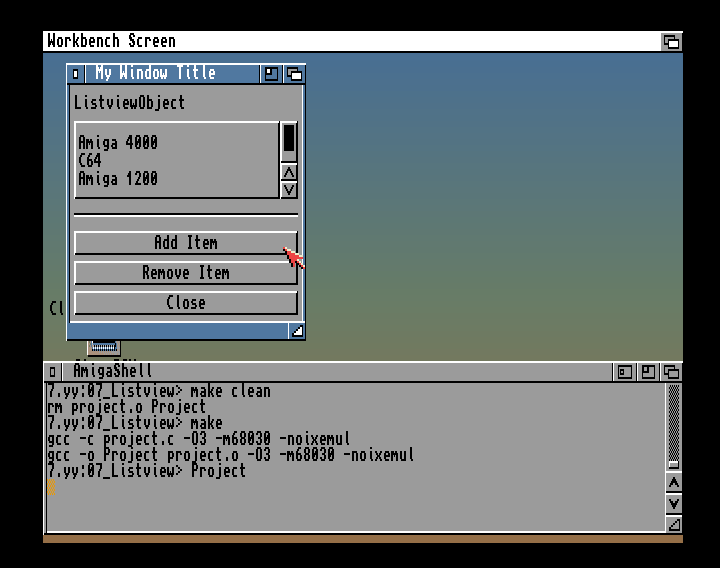 Workbench Screen
My Window Title
ListviewObject
Amiga 4000
C64
Amiga 1200
Add Item
Remove Item
Close
Cl
AmigaShell
7.yy:07_Listview> make clean
rm project.o Project
7.yy:07_Listview> make
gcc -c project.c -O3 -m68030 -noixemul
gcc -o Project project.o -O3 -m68030 -noixemul
7.yy:07_Listview> Project